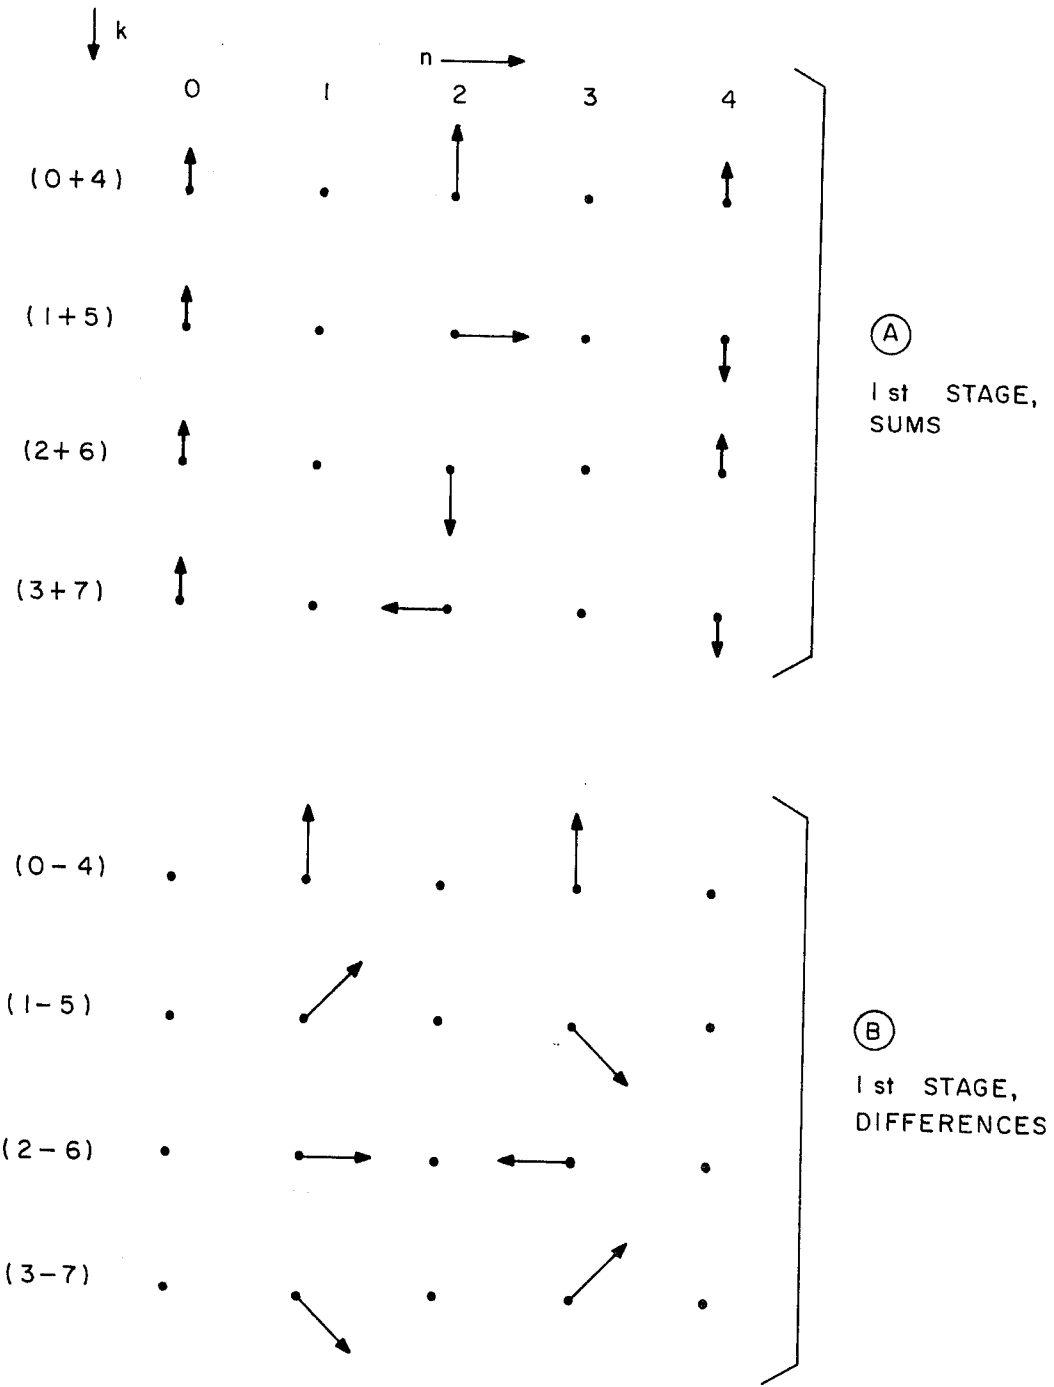 k
n
0 1 2 3 4
(0+4)
(1+5)
(2+6)
(3+7)
A
1st STAGE,
SUMS
(0-4)
(1-5)
(2-6)
(3-7)
B
1st STAGE,
DIFFERENCES